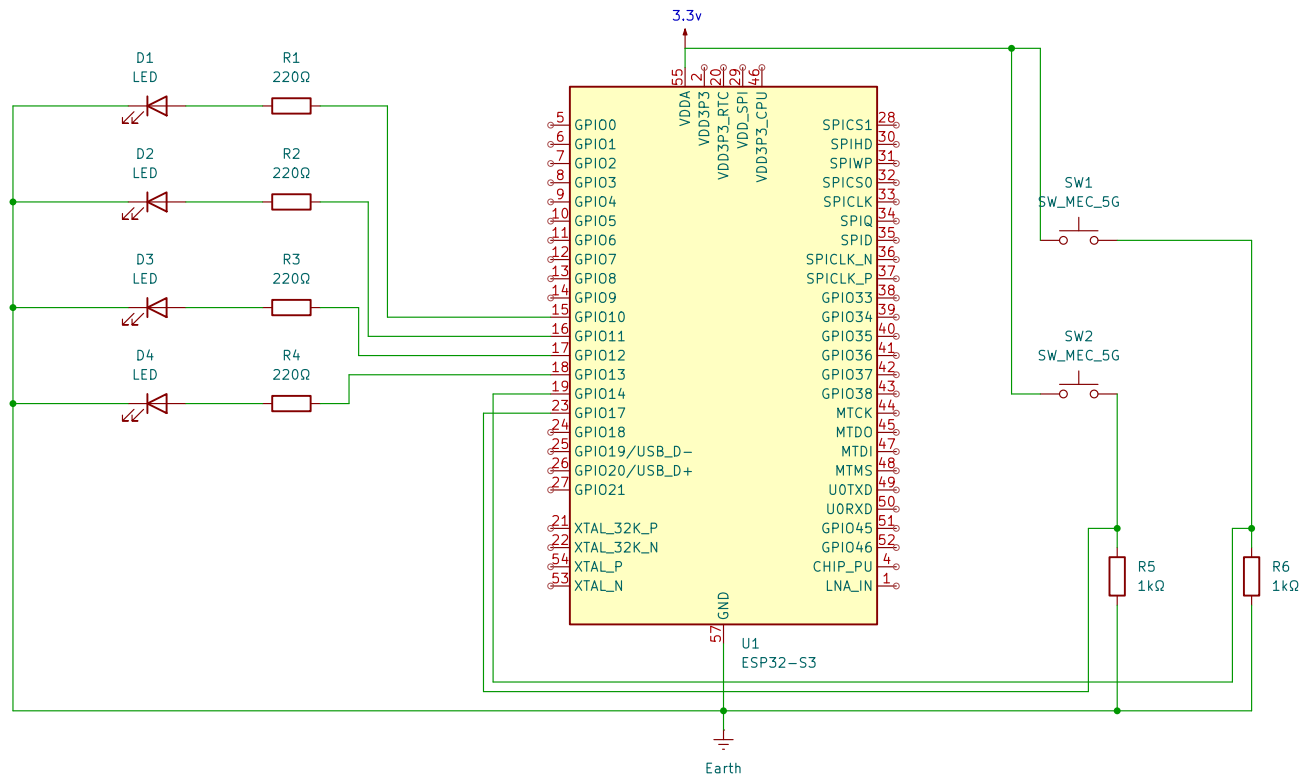 3.3v
D1
LED
R1
220Ω
D2
LED
R2
220Ω
D3
LED
R3
220Ω
D4
LED
R4
220Ω
55
2
20
29
46
VDDA
VDD3P3
VDD3P3_RTC
VDD_SPI
VDD3P3_CPU
5 GPIO0
6 GPIO1
7 GPIO2
8 GPIO3
9 GPIO4
10 GPIO5
11 GPIO6
12 GPIO7
13 GPIO8
14 GPIO9
15 GPIO10
16 GPIO11
17 GPIO12
18 GPIO13
19 GPIO14
23 GPIO17
24 GPIO18
25 GPIO19/USB_D-
26 GPIO20/USB_D+
27 GPIO21
21 XTAL_32K_P
22 XTAL_32K_N
54 XTAL_P
53 XTAL_N
SPICS1 28
SPIHD 30
SPIWP 31
SPICS0 32
SPICLK 33
SPIQ 34
SPID 35
SPICLK_N 36
SPICLK_P 37
GPIO33 38
GPIO34 39
GPIO35 40
GPIO36 41
GPIO37 42
GPIO38 43
MTCK 44
MTDO 45
MTDI 47
MTMS 48
U0TXD 49
U0RXD 50
GPIO45 51
GPIO46 52
CHIP_PU 4
LNA_IN 1
GND
57
U1
ESP32-S3
SW1
SW_MEC_5G
SW2
SW_MEC_5G
R5
1kΩ
R6
1kΩ
Earth